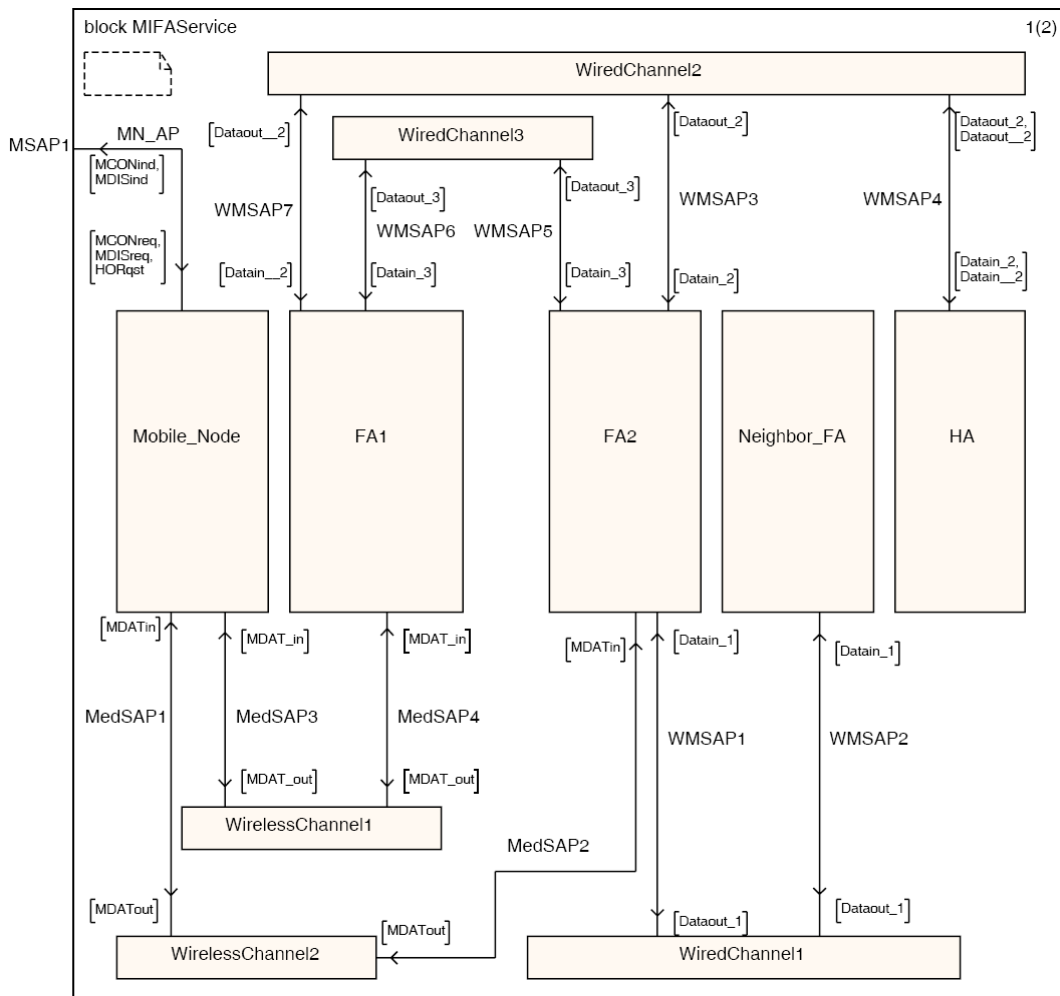 block MIFAService
1(2)
WiredChannel2
MSAP1
MN_AP
[MCONind,
MDISind]
[Dataout__2]
WiredChannel3
[Dataout_2]
[Dataout_2,
Dataout__2]
[Dataout_3]
[Dataout_3]
WMSAP7
WMSAP6
WMSAP5
WMSAP3
WMSAP4
[MCONreq,
MDISreq,
HORqst]
[Datain__2]
[Datain_3]
[Datain_3]
[Datain_2]
[Datain_2,
Datain__2]
Mobile_Node
FA1
FA2
Neighbor_FA
HA
[MDATin]
[MDAT_in]
[MDAT_in]
[MDATin]
[Datain_1]
[Datain_1]
MedSAP1
MedSAP3
MedSAP4
WMSAP1
WMSAP2
[MDAT_out]
[MDAT_out]
WirelessChannel1
MedSAP2
[MDATout]
[MDATout]
[Dataout_1]
[Dataout_1]
WirelessChannel2
WiredChannel1